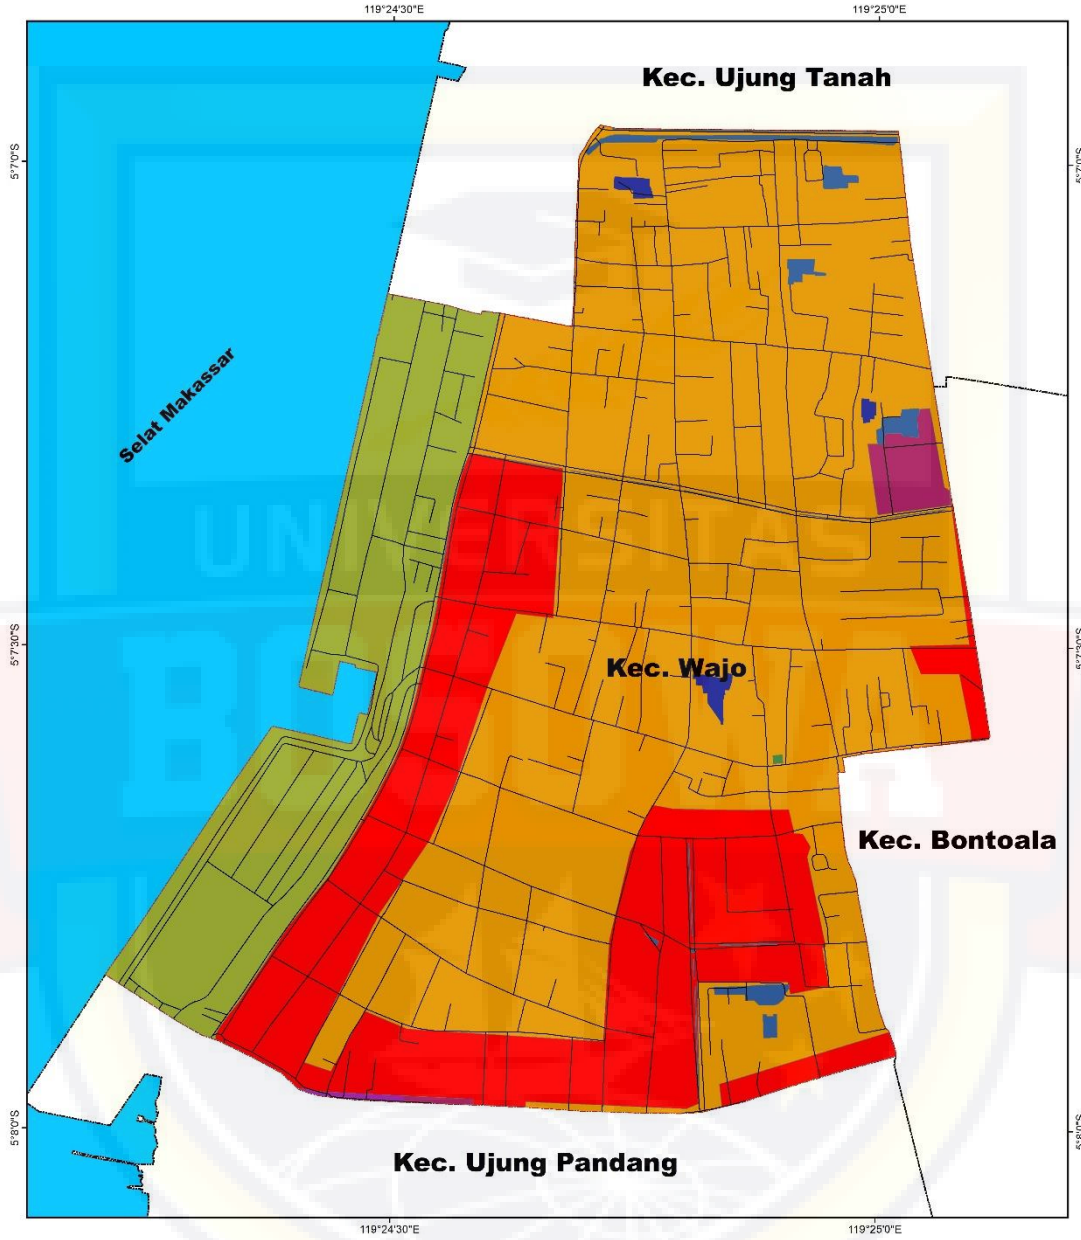 119°24'30"E
119°25'0"E
Kec. Ujung Tanah
5°7'0"S
5°7'0"S
Selat Makassar
UNIVERSITAS
BOSOWA
5°7'30"S
5°7'30"S
Kec. Wajo
Kec. Bontoala
5°8'0"S
5°8'0"S
Kec. Ujung Pandang
119°24'30"E
119°25'0"E